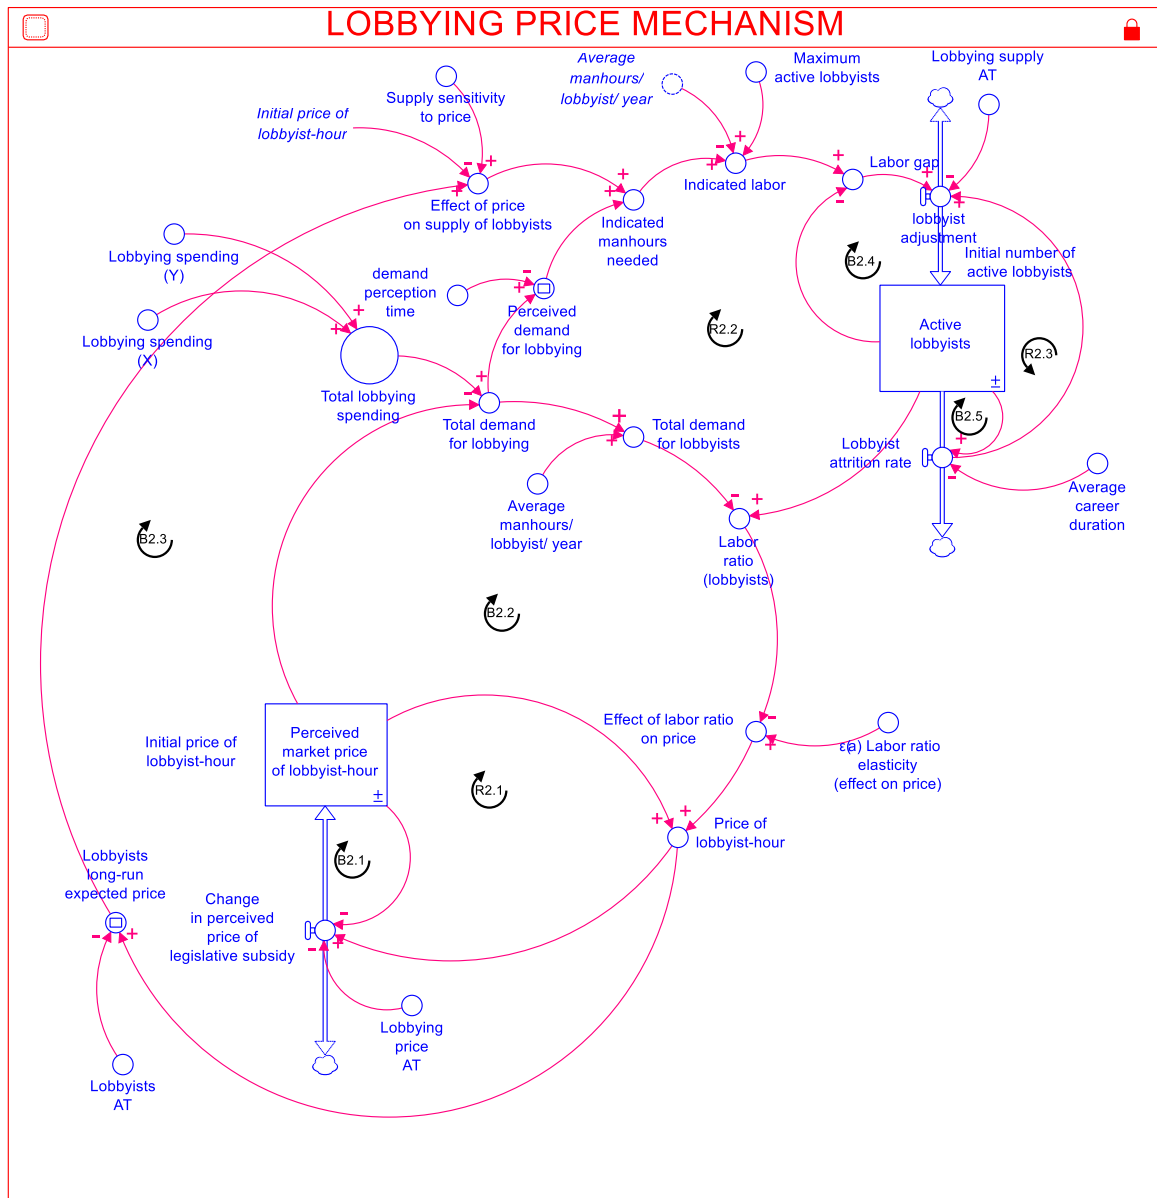 LOBBYING PRICE MECHANISM
Average
manhours/
lobbyist/ year
Maximum
active lobbyists
Lobbying supply
AT
Supply sensitivity
to price
Initial price of
lobbyist-hour
Labor gap
Indicated labor
Effect of price
on supply of lobbyists
Indicated
manhours
needed
lobbyist
adjustment
Lobbying spending
(Y)
Initial number of
active lobbyists
B2.4
demand
perception
time
Perceived
demand
for lobbying
R2.2
Active
lobbyists
±
R2.3
Lobbying spending
(X)
Total lobbying
spending
Total demand
for lobbying
Total demand
for lobbyists
B2.5
Lobbyist
attrition rate
Average
career
duration
Average
manhours/
lobbyist/ year
Labor
ratio
(lobbyists)
B2.3
B2.2
Initial price of
lobbyist-hour
Perceived
market price
of lobbyist-hour
±
Effect of labor ratio
on price
ε(a) Labor ratio
elasticity
(effect on price)
R2.1
Price of
lobbyist-hour
B2.1
Lobbyists
long-run
expected price
Change
in perceived
price of
legislative subsidy
Lobbying
price
AT
Lobbyists
AT